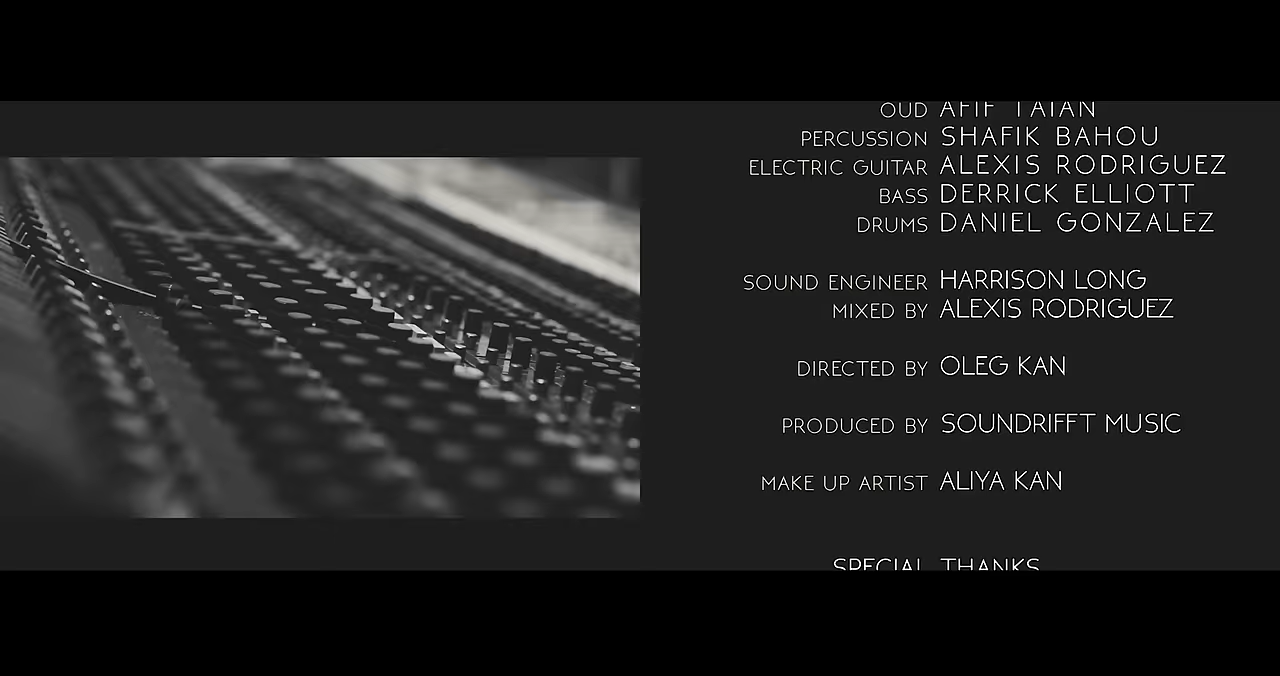 OUD AFIF TAIAN
PERCUSSION SHAFIK BAHOU
ELECTRIC GUITAR ALEXIS RODRIGUEZ
BASS DERRICK ELLIOTT
DRUMS DANIEL GONZALEZ
SOUND ENGINEER HARRISON LONG
MIXED BY ALEXIS RODRIGUEZ
DIRECTED BY OLEG KAN
PRODUCED BY SOUNDRIFFT MUSIC
MAKE UP ARTIST ALIYA KAN
SPECIAL THANKS